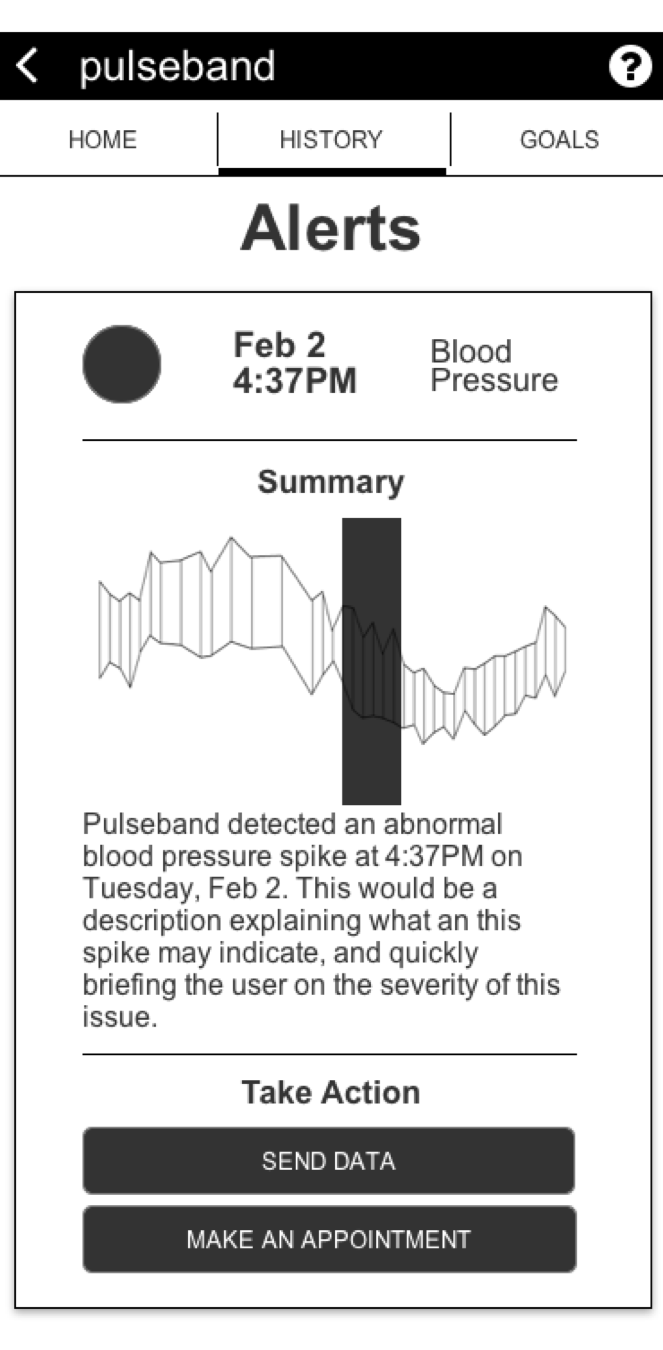 pulseband
HOME HISTORY GOALS
Alerts
Feb 2
4:37PM
Blood
Pressure
Summary
Pulseband detected an abnormal
blood pressure spike at 4:37PM on
Tuesday, Feb 2. This would be a
description explaining what an this
spike may indicate, and quickly
briefing the user on the severity of this
issue.
Take Action
SEND DATA
MAKE AN APPOINTMENT